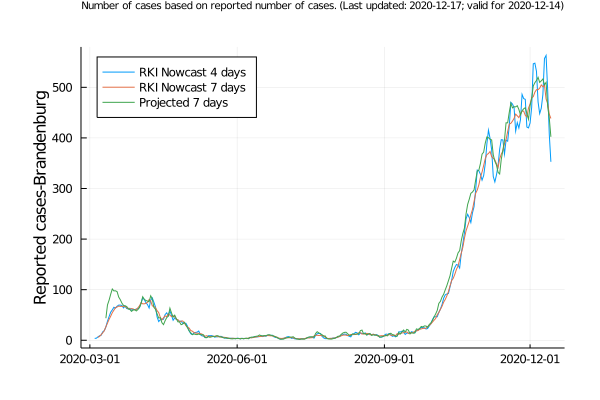 Number of cases based on reported number of cases. (Last updated: 2020-12-17; valid for 2020-12-14)
RKI Nowcast 4 days
RKI Nowcast 7 days
Projected 7 days
Reported cases-Brandenburg
500
400
300
200
100
0
2020-03-01 2020-06-01 2020-09-01 2020-12-01